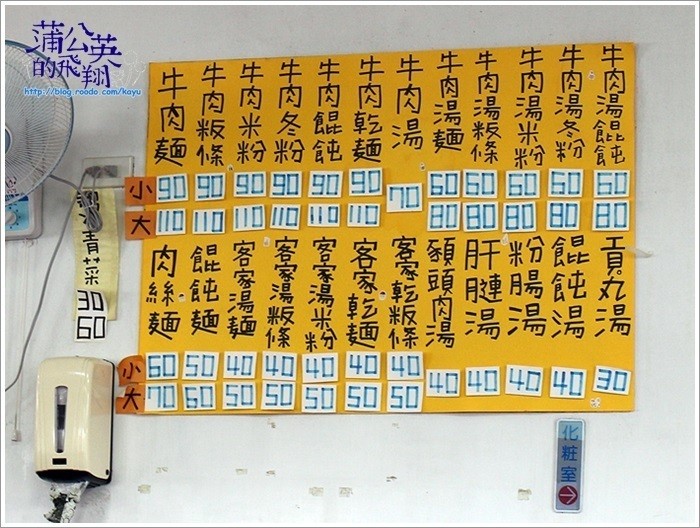 蒲公英
的飛翔
http://blog.roodo.com/kayu
牛肉麵
牛肉粄條
牛肉米粉
牛肉冬粉
牛肉餛飩
牛肉乾麵
牛肉湯
牛肉湯麵
牛肉湯粄條
牛肉湯米粉
牛肉湯冬粉
牛肉湯餛飩
小 90 90 90 90 90 90 70 60 60 60 60 60
大 110 110 110 110 110 110 80 80 80 80 80
肉絲麵
餛飩麵
客家湯麵
客家湯粄條
客家湯米粉
客家乾麵
客家乾粄條
豬頭肉湯
肝腱湯
粉腸湯
餛飩湯
貢丸湯
小 60 50 40 40 40 40 40 40 40 40 40 30
大 70 60 50 50 50 50 50
青菜
30
化粧室